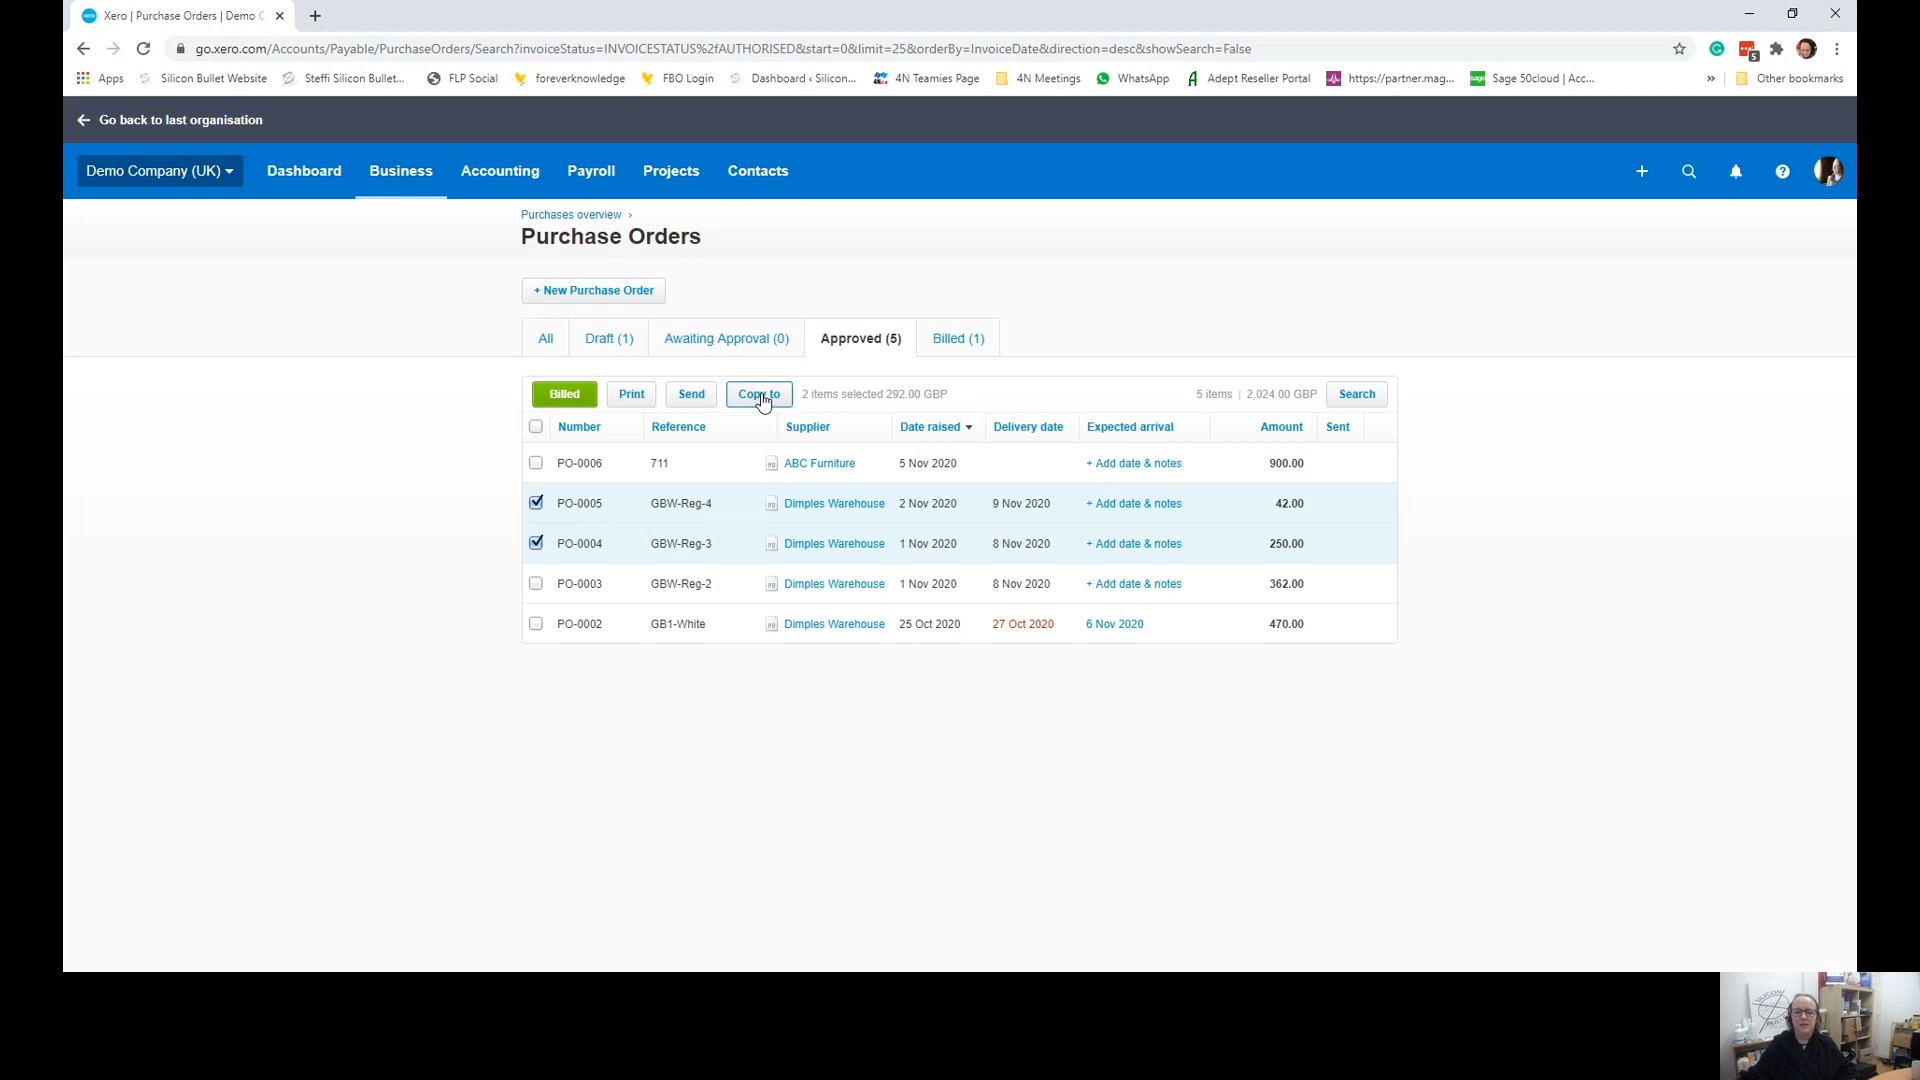 Xero | Purchase Orders | Demo C
go.xero.com/Accounts/Payable/PurchaseOrders/Search?invoiceStatus=INVOICESTATUS%2fAUTHORISED&start=0&limit=25&orderBy=InvoiceDate&direction=desc&showSearch=False
5
Apps Silicon Bullet Website Steffi Silicon Bullet... FLP Social foreverknowledge FBO Login Dashboard ‹ Silicon... 4N Teamies Page 4N Meetings WhatsApp Adept Reseller Portal https://partner.mag... Sage 50cloud | Acc... » Other bookmarks
Go back to last organisation
Demo Company (UK) Dashboard Business Accounting Payroll Projects Contacts
Purchases overview ›
Purchase Orders
+ New Purchase Order
All Draft (1) Awaiting Approval (0) Approved (5) Billed (1)
Billed Print Send Copy to 2 items selected 292.00 GBP 5 items | 2,024.00 GBP Search
Number Reference Supplier Date raised Delivery date Expected arrival Amount Sent
PO-0006 711 ABC Furniture 5 Nov 2020 + Add date & notes 900.00
PO-0005 GBW-Reg-4 Dimples Warehouse 2 Nov 2020 9 Nov 2020 + Add date & notes 42.00
PO-0004 GBW-Reg-3 Dimples Warehouse 1 Nov 2020 8 Nov 2020 + Add date & notes 250.00
PO-0003 GBW-Reg-2 Dimples Warehouse 1 Nov 2020 8 Nov 2020 + Add date & notes 362.00
PO-0002 GB1-White Dimples Warehouse 25 Oct 2020 27 Oct 2020 6 Nov 2020 470.00
SILICON